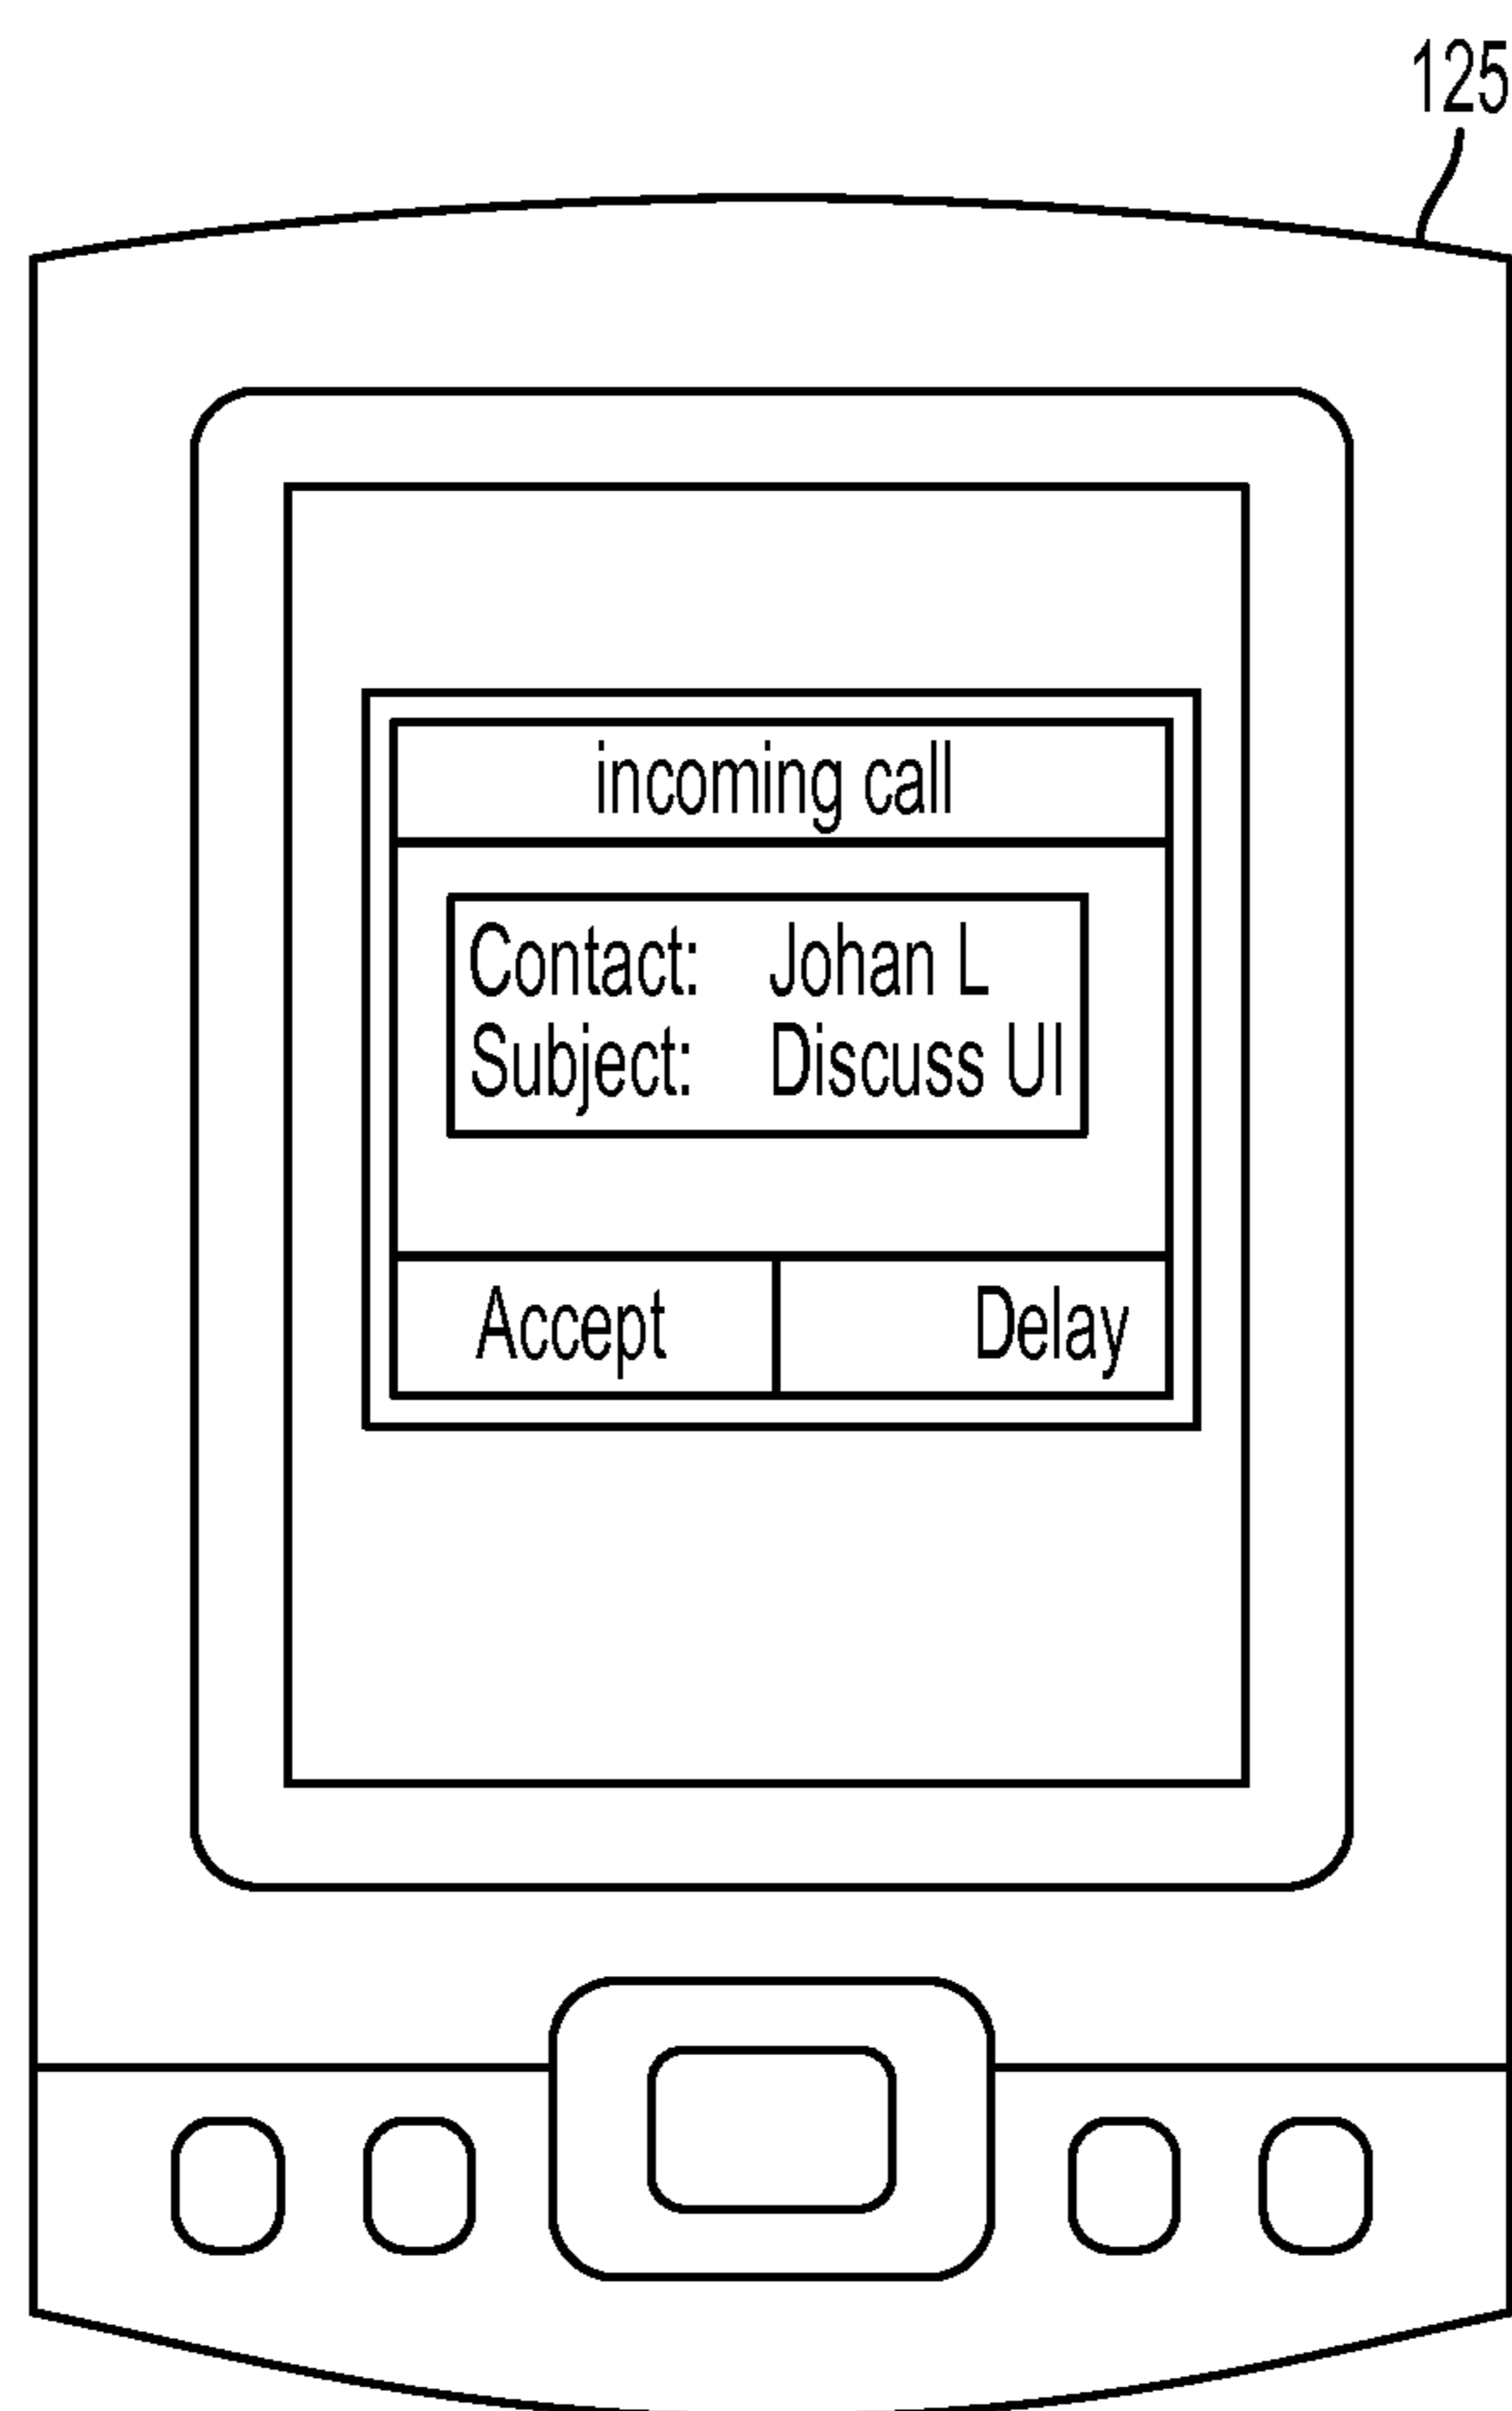 125
incoming call
Contact: Johan L
Subject: Discuss UI
Accept Delay